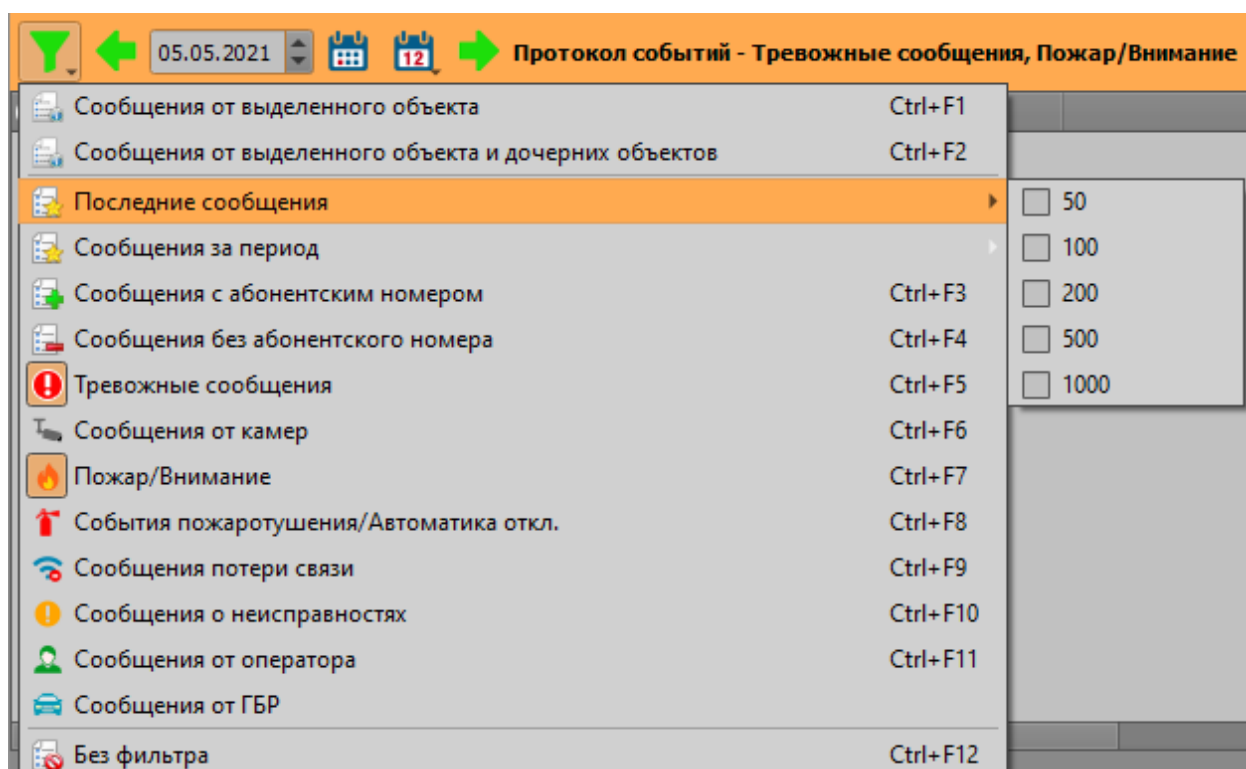 05.05.2021 12 Протокол событий - Тревожные сообщения, Пожар/Внимание
Сообщения от выделенного объекта Ctrl+F1
Сообщения от выделенного объекта и дочерних объектов Ctrl+F2
Последние сообщения 50
Сообщения за период 100
Сообщения с абонентским номером Ctrl+F3 200
Сообщения без абонентского номера Ctrl+F4 500
Тревожные сообщения Ctrl+F5 1000
Сообщения от камер Ctrl+F6
Пожар/Внимание Ctrl+F7
События пожаротушения/Автоматика откл. Ctrl+F8
Сообщения потери связи Ctrl+F9
Сообщения о неисправностях Ctrl+F10
Сообщения от оператора Ctrl+F11
Сообщения от ГБР
Без фильтра Ctrl+F12